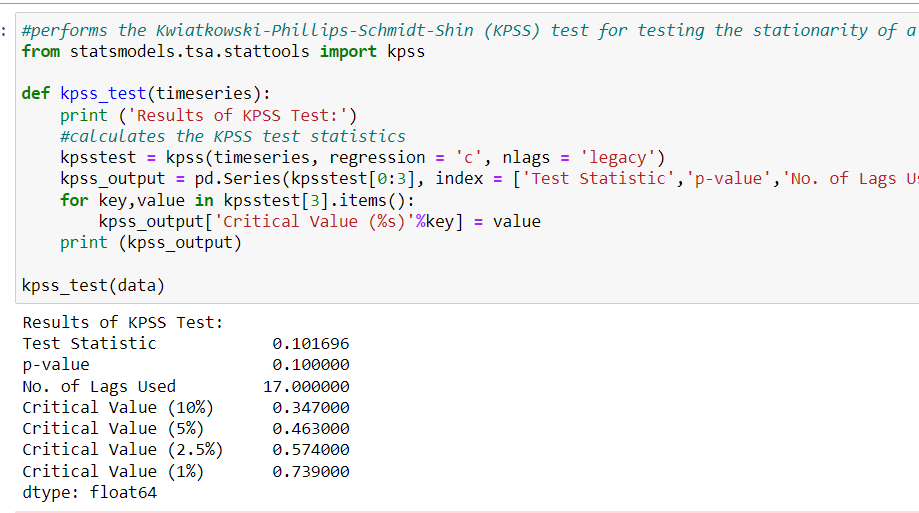 : #performs the Kwiatkowski-Phillips-Schmidt-Shin (KPSS) test for testing the stationarity of a
from statsmodels.tsa.stattools import kpss
def kpss_test(timeseries):
    print ('Results of KPSS Test:')
    #calculates the KPSS test statistics
    kpsstest = kpss(timeseries, regression = 'c', nlags = 'legacy')
    kpss_output = pd.Series(kpsstest[0:3], index = ['Test Statistic','p-value','No. of Lags
    for key,value in kpsstest[3].items():
        kpss_output['Critical Value (%s)'%key] = value
    print (kpss_output)
kpss_test(data)
Results of KPSS Test:
Test Statistic            0.101696
p-value                   0.100000
No. of Lags Used         17.000000
Critical Value (10%)      0.347000
Critical Value (5%)       0.463000
Critical Value (2.5%)     0.574000
Critical Value (1%)       0.739000
dtype: float64